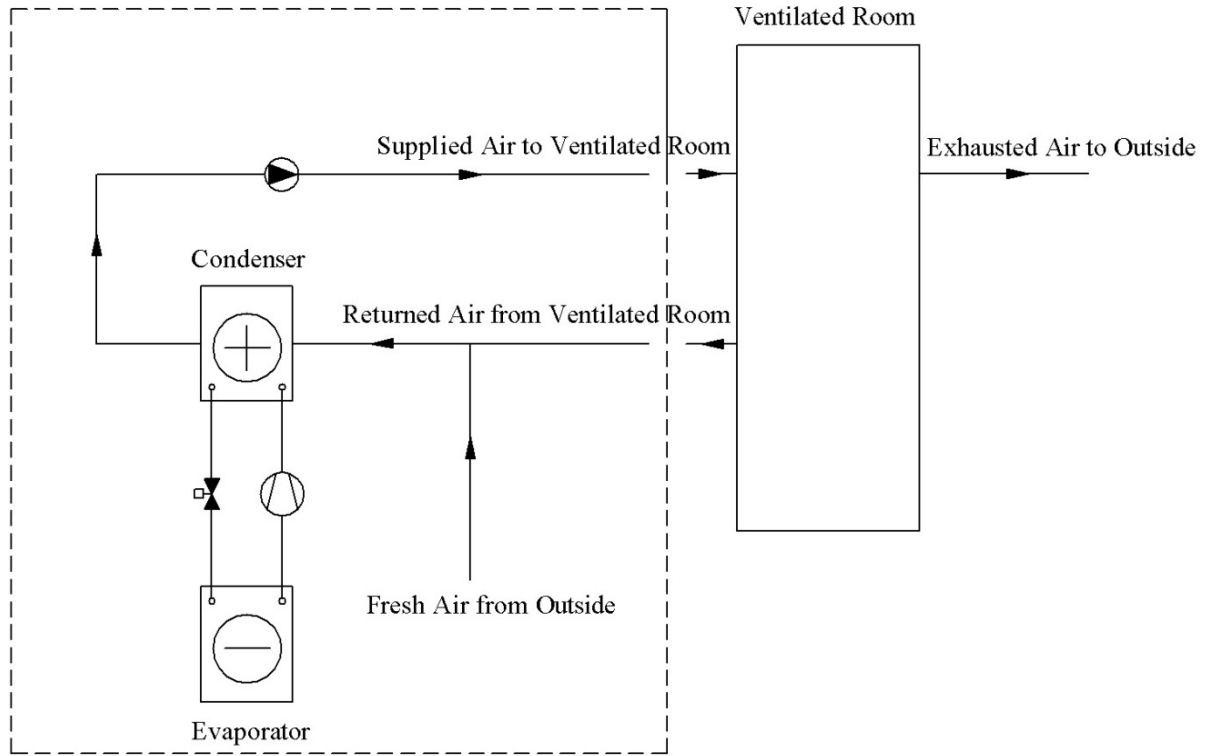 Ventilated Room
Supplied Air to Ventilated Room
Exhausted Air to Outside
Condenser
Returned Air from Ventilated Room
Fresh Air from Outside
Evaporator